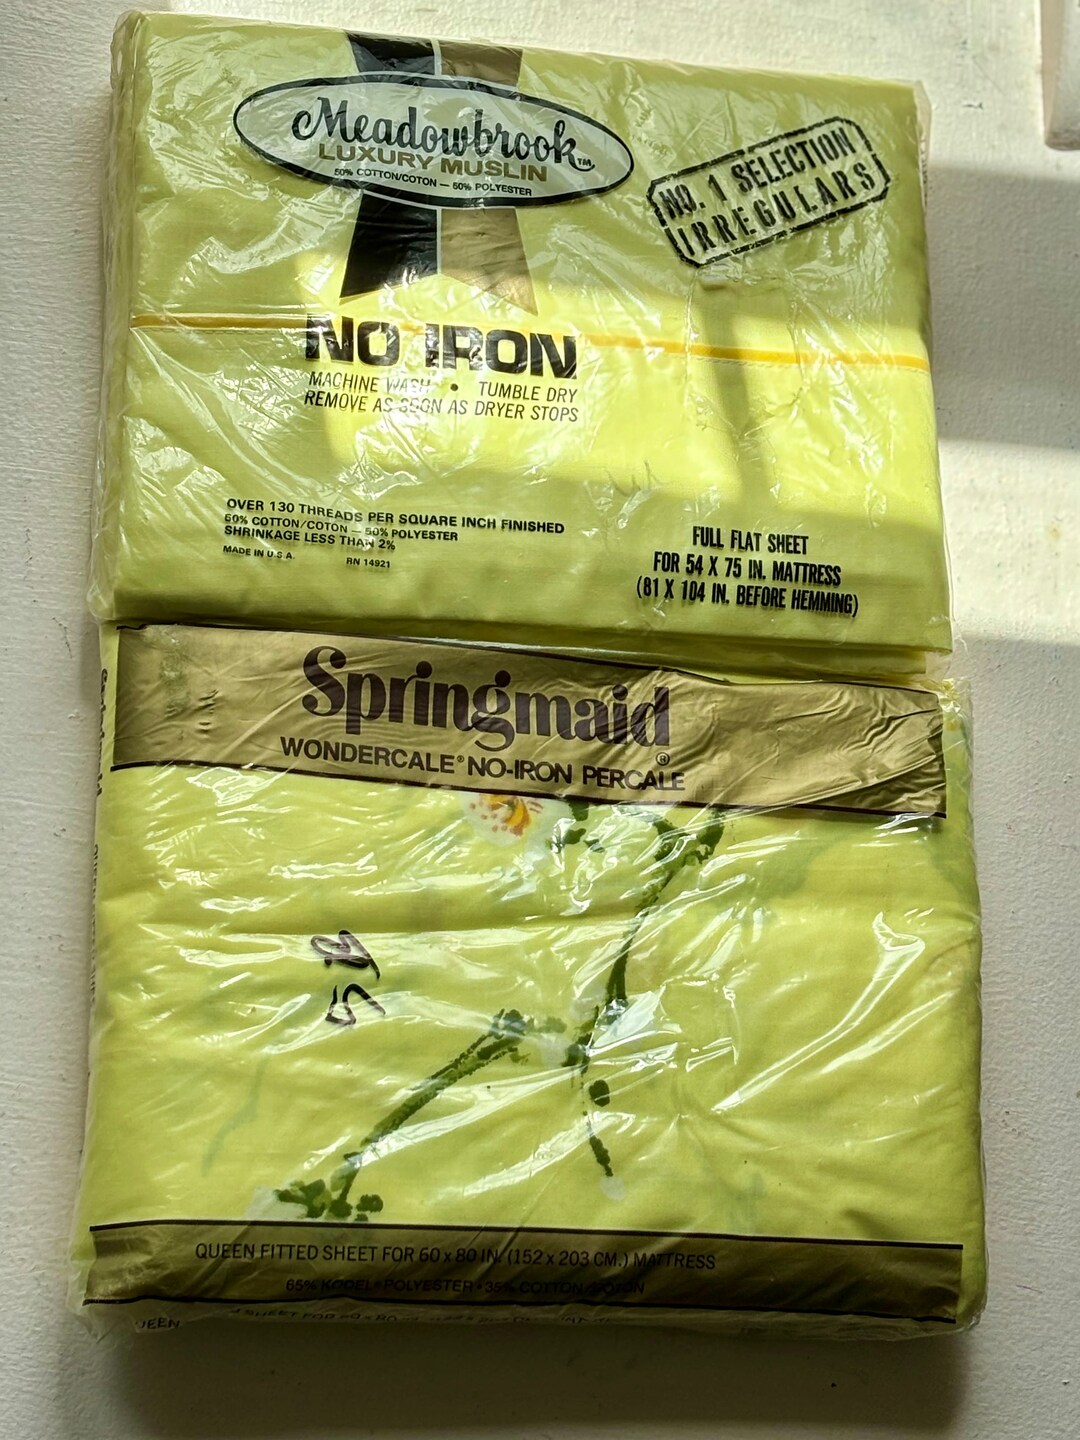 Meadowbrook™
LUXURY MUSLIN
50% COTTON/COTON — 50% POLYESTER
NO. 1 SELECTION
IRREGULARS
NO IRON
MACHINE WASH • TUMBLE DRY
REMOVE AS SOON AS DRYER STOPS
OVER 130 THREADS PER SQUARE INCH FINISHED
50% COTTON/COTON — 50% POLYESTER
SHRINKAGE LESS THAN 2%
MADE IN U.S.A. RN 14921
FULL FLAT SHEET
FOR 54 X 75 IN. MATTRESS
(81 X 104 IN. BEFORE HEMMING)
Springmaid®
WONDERCALE® NO-IRON PERCALE
QUEEN FITTED SHEET FOR 60 x 80 IN. (152 x 203 CM.) MATTRESS
65% KODEL® POLYESTER • 35% COTTON
SHEET FOR